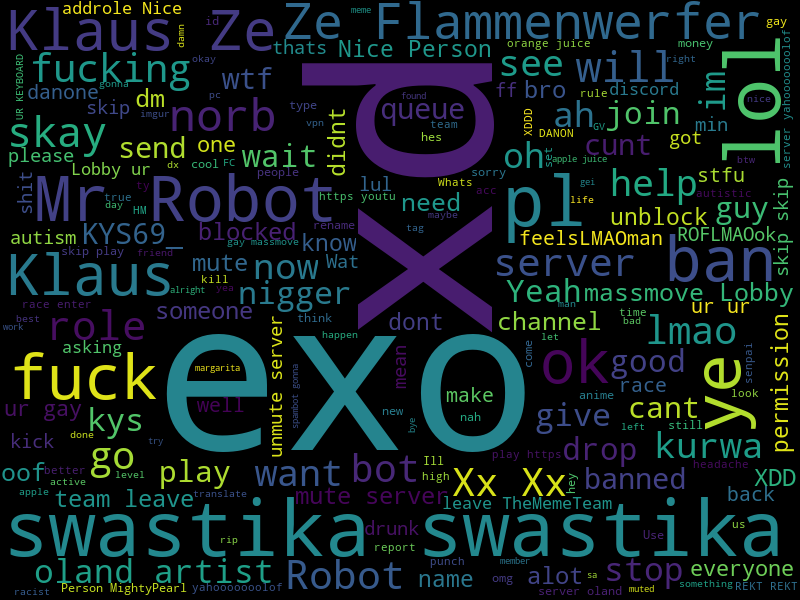 addrole Nice
Klaus Ze
id
damn
Ze Flammenwerfer
meme
gay
thats
Nice Person
orange juice
money
okay
right
UR KEYBOARD
fucking
gonna
wtf
see
will
im
lol
danone
skip
dm
pc
imgur
norb
found
queue
team
hes
type
vpn
xd
ff
bro
rule
discord
nice
skay
send
one
didnt
XDDD
ah
DANON
GV
join
min
server yahoooooolof
please
Lobby ur
dx
cool
FC
wait
oh
set
apple juice
cunt
got
btw
shit
true
day
HM
ty
people
lul
https youtu
Whats
sorry
acc
gei
life
help
stfu
autistic
Mr Robot
rename
maybe
need
pl
unblock
guy
skip skip
autism
KYS69_
blocked
gay massmove
know
tag
feelsLMAOman
ROFLMAOok
skip play
friend
mute
now
Wat
server
ban
Klaus
kill
alright
yea
nigger
Yeah
massmove Lobby
race enter
someone
man
ur ur
best
work
role
think
dont
channel
time
bad
lmao
asking
happen
come
let
fuck
exo
margarita
mean
ok
good
senpai
permission
race
look
ur gay
well
unmute server
spambot gonna
make
anime
cant
kys
new
nah
give
left
still
kick
done
try
bye
go
play https
drop
kurwa
headache
oof
better
active
level
play
want
bot
Ill
high
Xx Xx
hey
banned
XDD
apple
team leave
translate
mute server
leave TheMemeTeam
back
swastika swastika
rip
drunk
report
Use
us
oland artist
Robot
punch
name
omg
member
alot
sa
stop
everyone
racist
Person MightyPearl
yahoooooolof
server oland
muted
something
REKT REKT